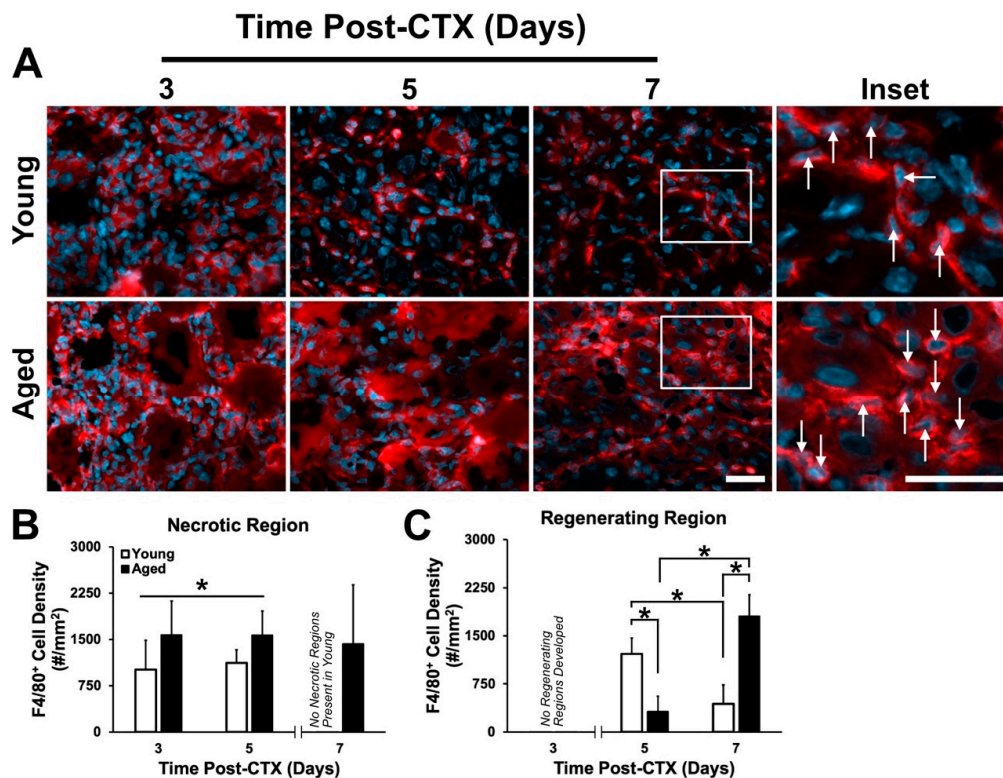 Time Post-CTX (Days)
A
3 5 7 Inset
Young
Aged
B
Necrotic Region
F4/80⁺ Cell Density
(#/mm²)
3000
2250
1500
750
0
Young
Aged
*
No Necrotic Regions
Present in Young
3 5 7
Time Post-CTX (Days)
C
Regenerating Region
F4/80⁺ Cell Density
(#/mm²)
3000
2250
1500
750
0
No Regenerating
Regions Developed
*
*
*
*
3 5 7
Time Post-CTX (Days)